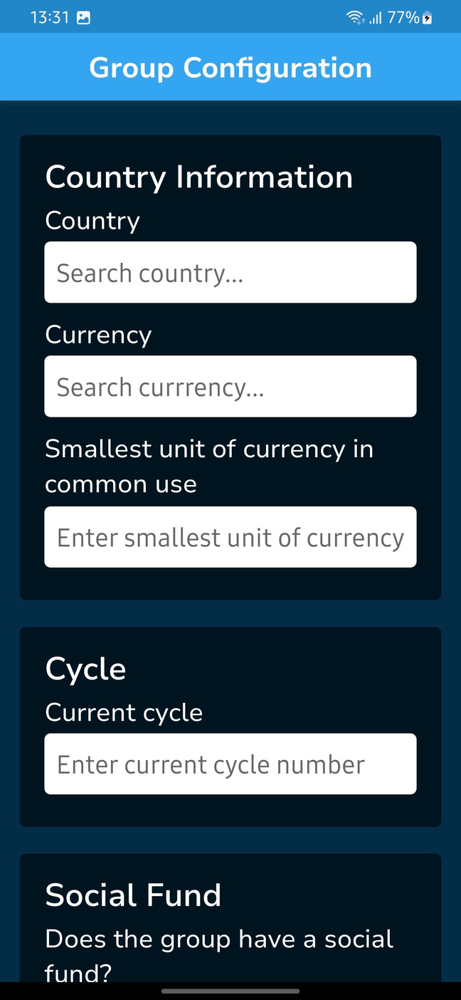 13:31
77%
Group Configuration
Country Information
Country
Search country...
Currency
Search currrency...
Smallest unit of currency in
common use
Enter smallest unit of currency
Cycle
Current cycle
Enter current cycle number
Social Fund
Does the group have a social
fund?